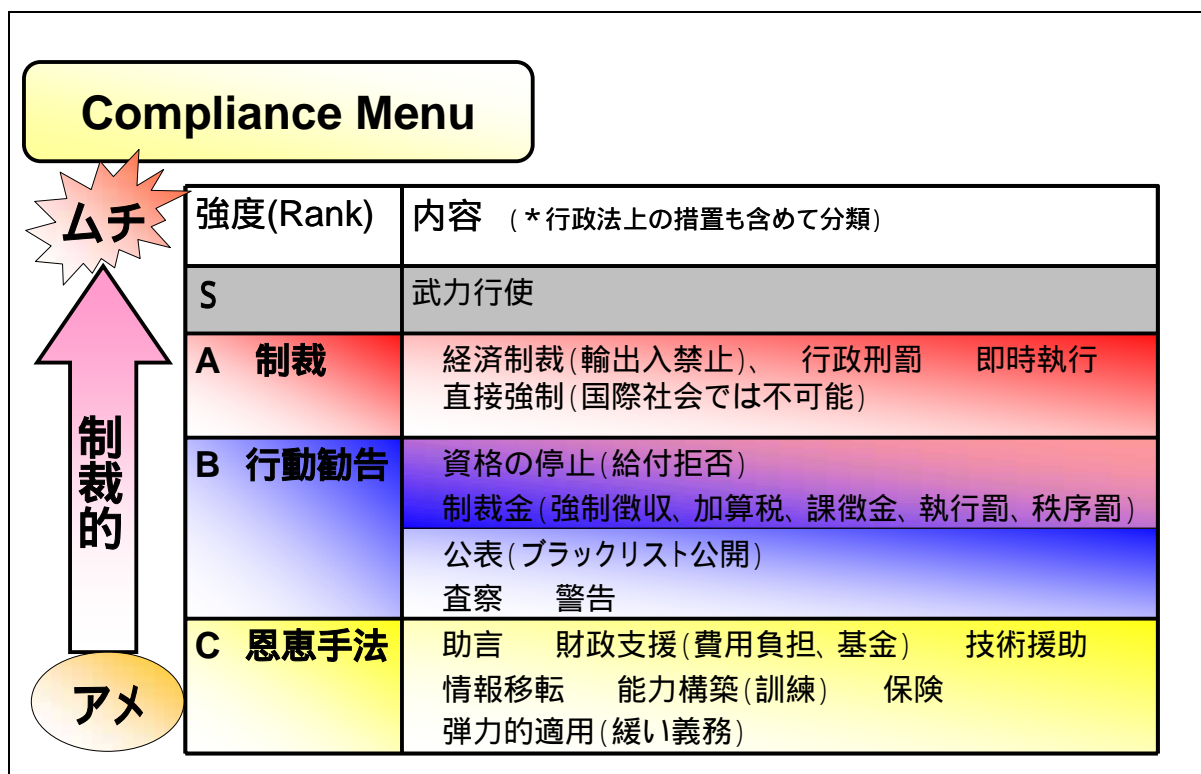 Compliance Menu
ムチ
強度(Rank) 内容 (*行政法上の措置も含めて分類)
S 武力行使
A 制裁 経済制裁(輸出入禁止)、 行政刑罰 即時執行
直接強制(国際社会では不可能)
制裁的
B 行動勧告 資格の停止(給付拒否)
制裁金(強制徴収、加算税、課徴金、執行罰、秩序罰)
公表(ブラックリスト公開)
査察 警告
C 恩恵手法 助言 財政支援(費用負担、基金) 技術援助
情報移転 能力構築(訓練) 保険
アメ
弾力的適用(緩い義務)